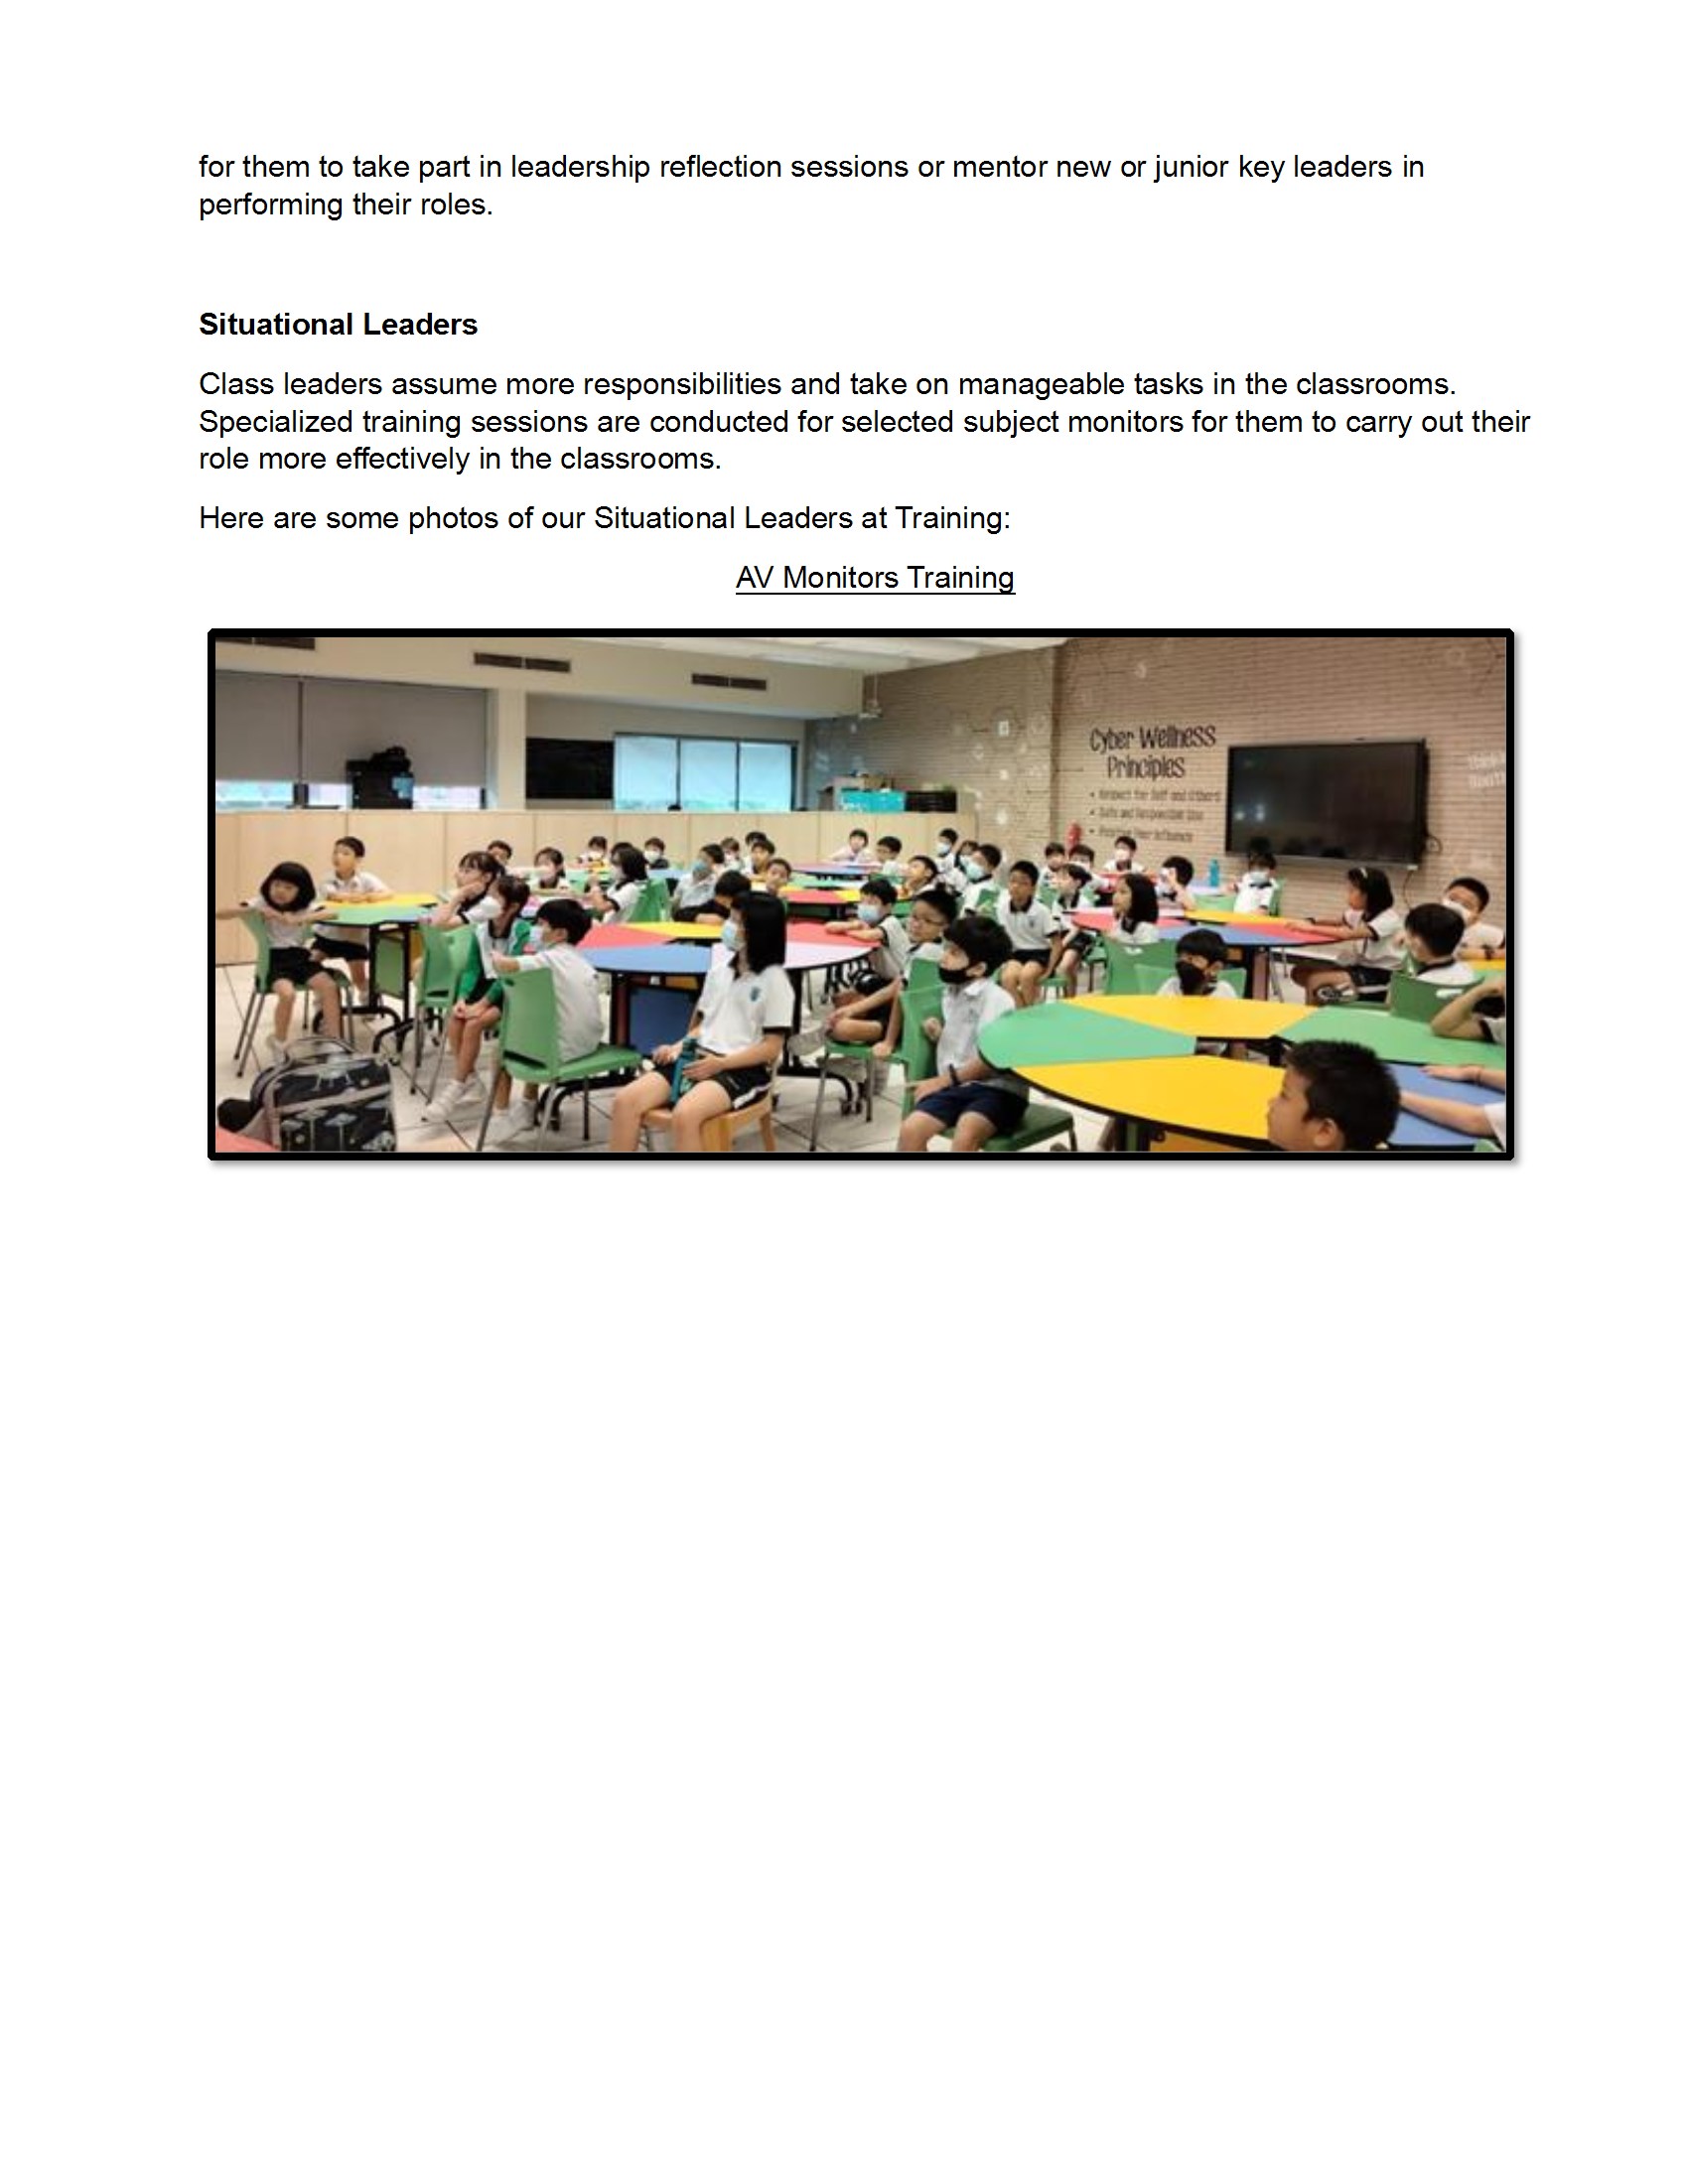 for them to take part in leadership reflection sessions or mentor new or junior key leaders in
performing their roles.
Situational Leaders
Class leaders assume more responsibilities and take on manageable tasks in the classrooms.
Specialized training sessions are conducted for selected subject monitors for them to carry out their
role more effectively in the classrooms.
Here are some photos of our Situational Leaders at Training:
AV Monitors Training
Cyber Wellness
Principles
• Respect for Self and Others
• Safe and Responsible Use
• Positive Peer Influence